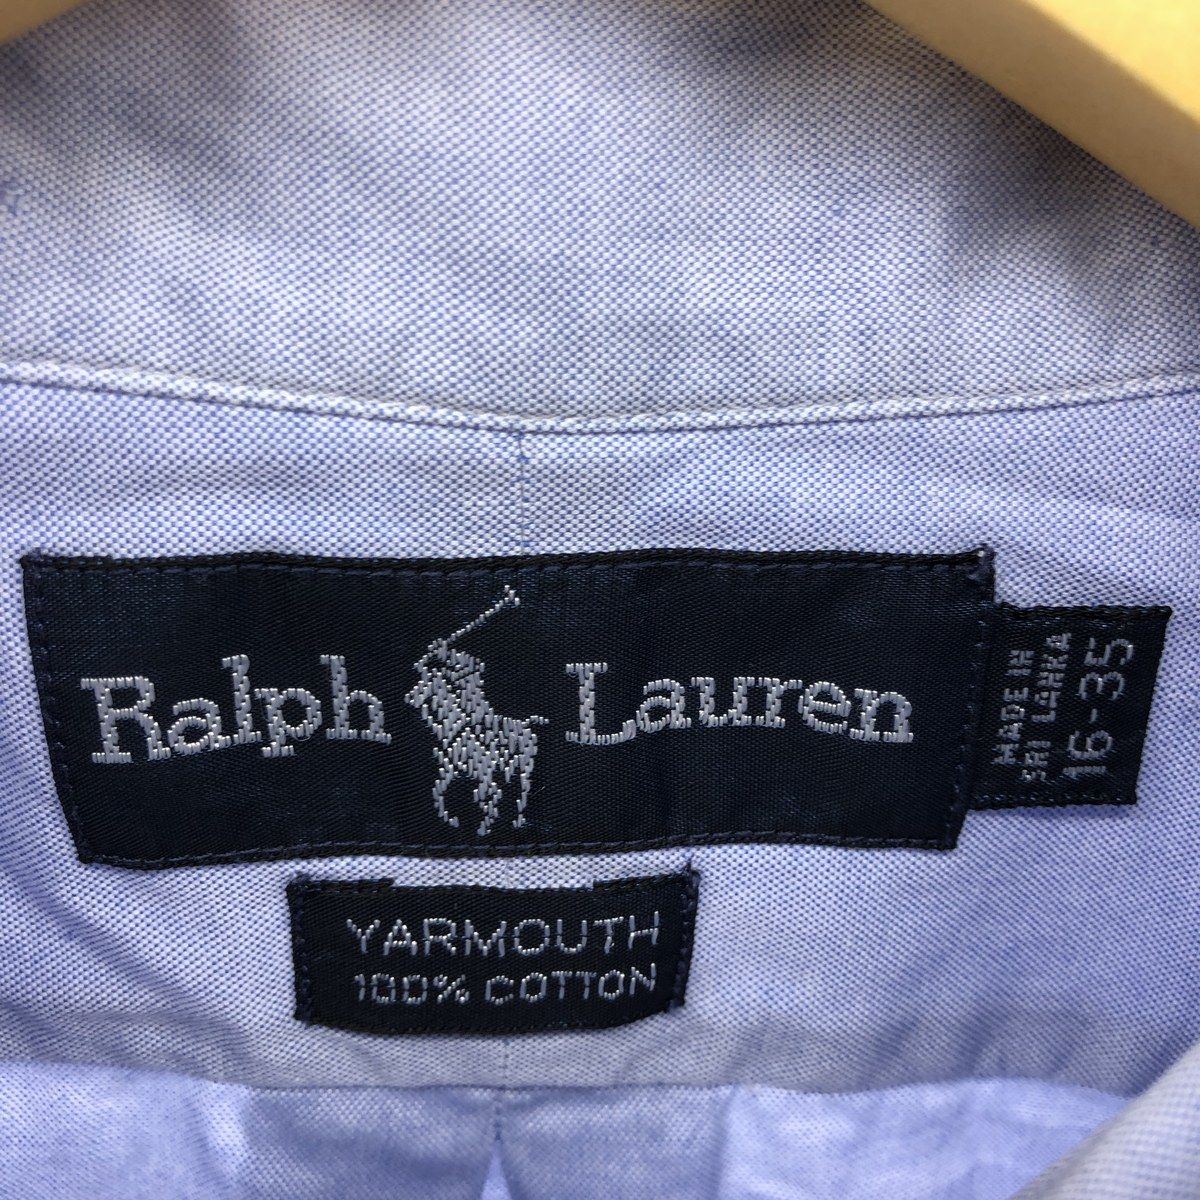 Ralph Lauren
MADE IN
SRI LANKA
16-35
YARMOUTH
100% COTTON